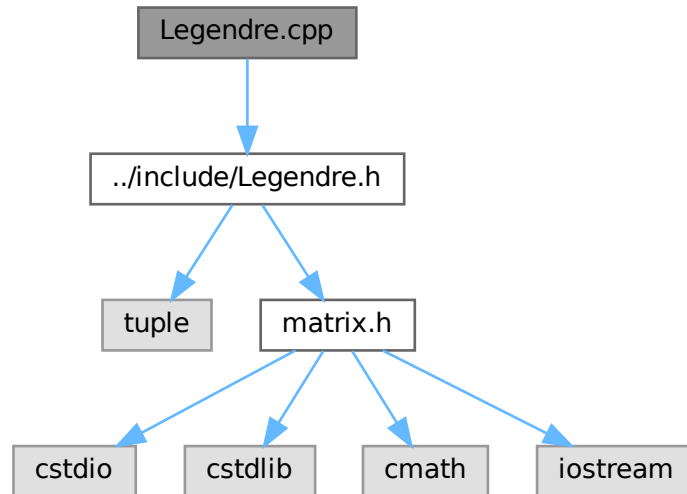 Legendre.cpp
../include/Legendre.h
tuple
matrix.h
cstdio
cstdlib
cmath
iostream